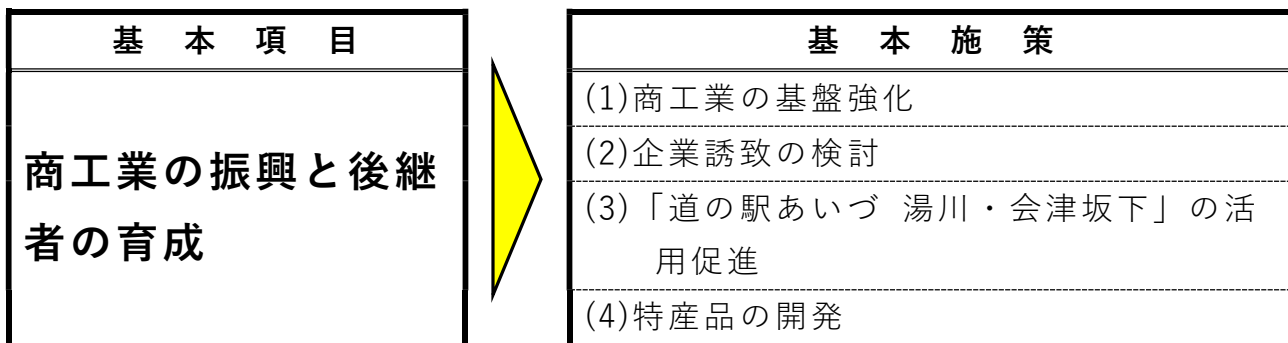 基本項目
商工業の振興と後継
者の育成
基本施策
(1)商工業の基盤強化
(2)企業誘致の検討
(3)「道の駅あいづ 湯川・会津坂下」の活
用促進
(4)特産品の開発